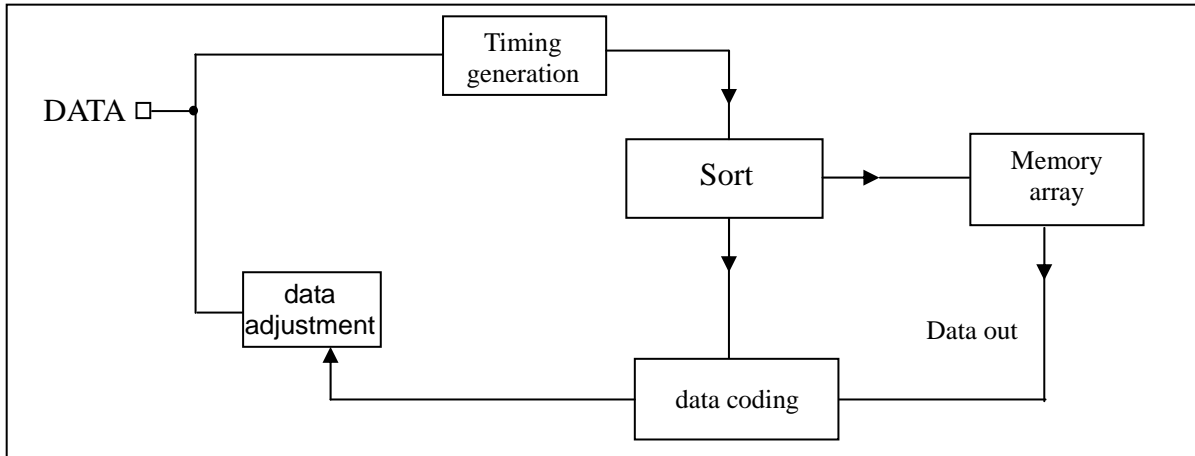 Timing
generation
DATA
Sort
Memory
array
data
adjustment
Data out
data coding